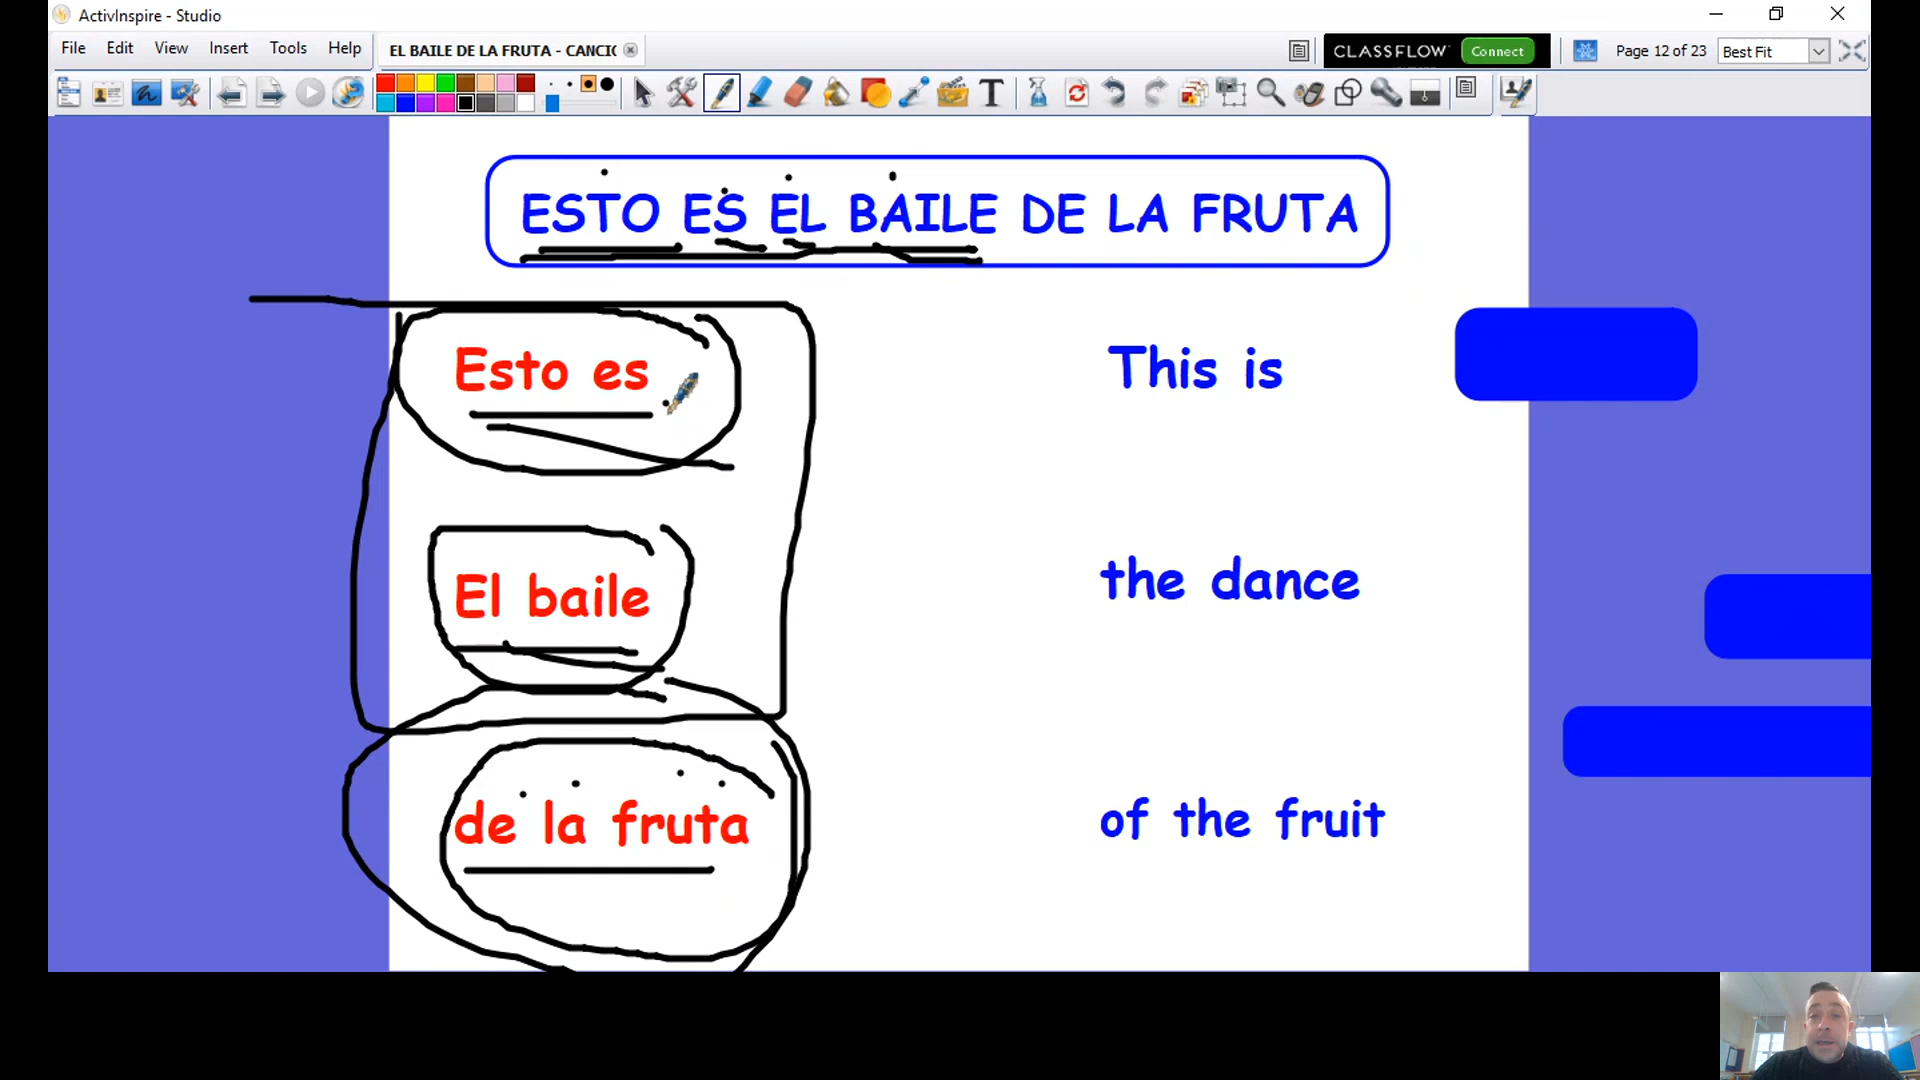 ActivInspire - Studio
File Edit View Insert Tools Help
EL BAILE DE LA FRUTA - CANCIO
CLASSFLOW Connect
Page 12 of 23 Best Fit
T
ESTO ES EL BAILE DE LA FRUTA
Esto es This is
El baile the dance
de la fruta of the fruit